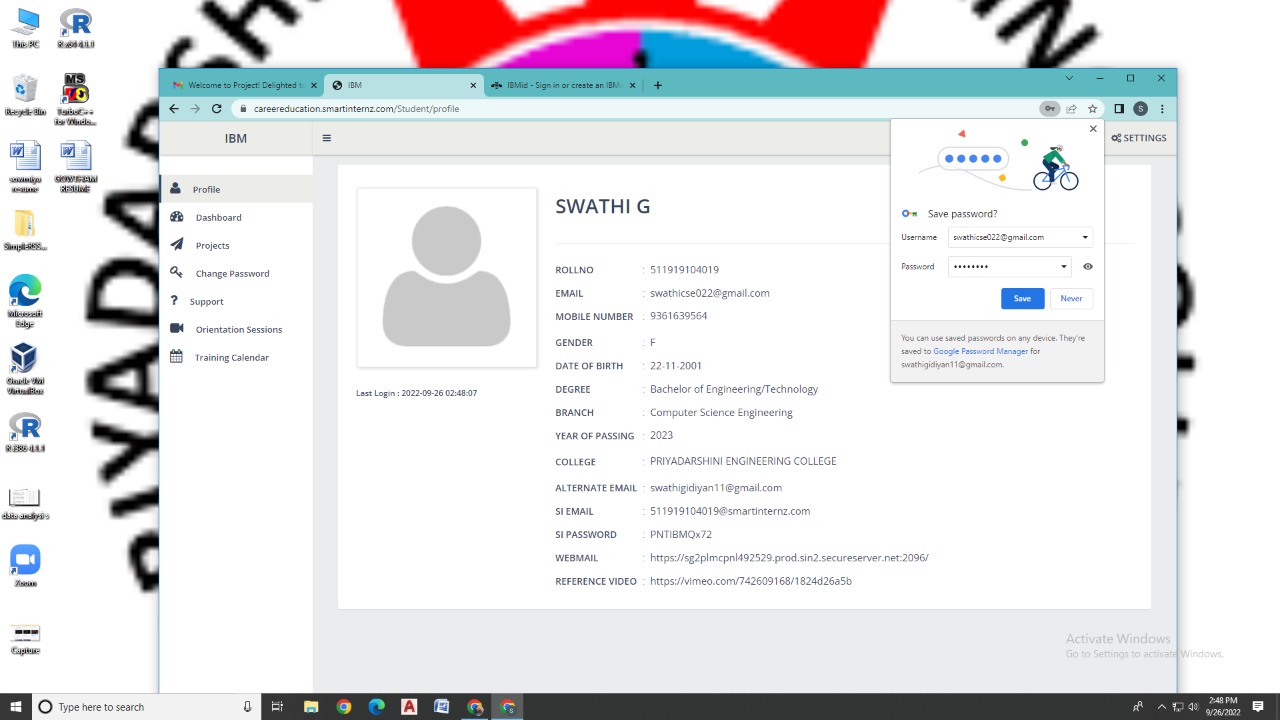 This PC
R x64 4.1.1
Recycle Bin
MS
TurboC++
for Windo...
sowmiya
resume
GOWTHAM
RESUME
SimpleRSS...
Microsoft
Edge
Oracle VM
VirtualBox
R i386 4.1.1
data analysis
Zoom
Capture
Welcome to Project! Delighted to
IBM
IBMid - Sign in or create an IBM
careereducation.smartinternz.com/Student/profile
S
IBM
SETTINGS
Profile
Dashboard
Projects
Change Password
Support
Orientation Sessions
Training Calendar
Last Login : 2022-09-26 02:48:07
SWATHI G
ROLLNO : 511919104019
EMAIL : swathicse022@gmail.com
MOBILE NUMBER : 9361639564
GENDER : F
DATE OF BIRTH : 22-11-2001
DEGREE : Bachelor of Engineering/Technology
BRANCH : Computer Science Engineering
YEAR OF PASSING : 2023
COLLEGE : PRIYADARSHINI ENGINEERING COLLEGE
ALTERNATE EMAIL : swathigidiyan11@gmail.com
SI EMAIL : 511919104019@smartinternz.com
SI PASSWORD : PNTIBMQx72
WEBMAIL : https://sg2plmcpnl492529.prod.sin2.secureserver.net:2096/
REFERENCE VIDEO : https://vimeo.com/742609168/1824d26a5b
Save password?
Username swathicse022@gmail.com
Password ••••••••
Save Never
You can use saved passwords on any device. They're
saved to Google Password Manager for
swathigidiyan11@gmail.com.
Activate Windows
Go to Settings to activate Windows.
Type here to search
2:48 PM
9/26/2022